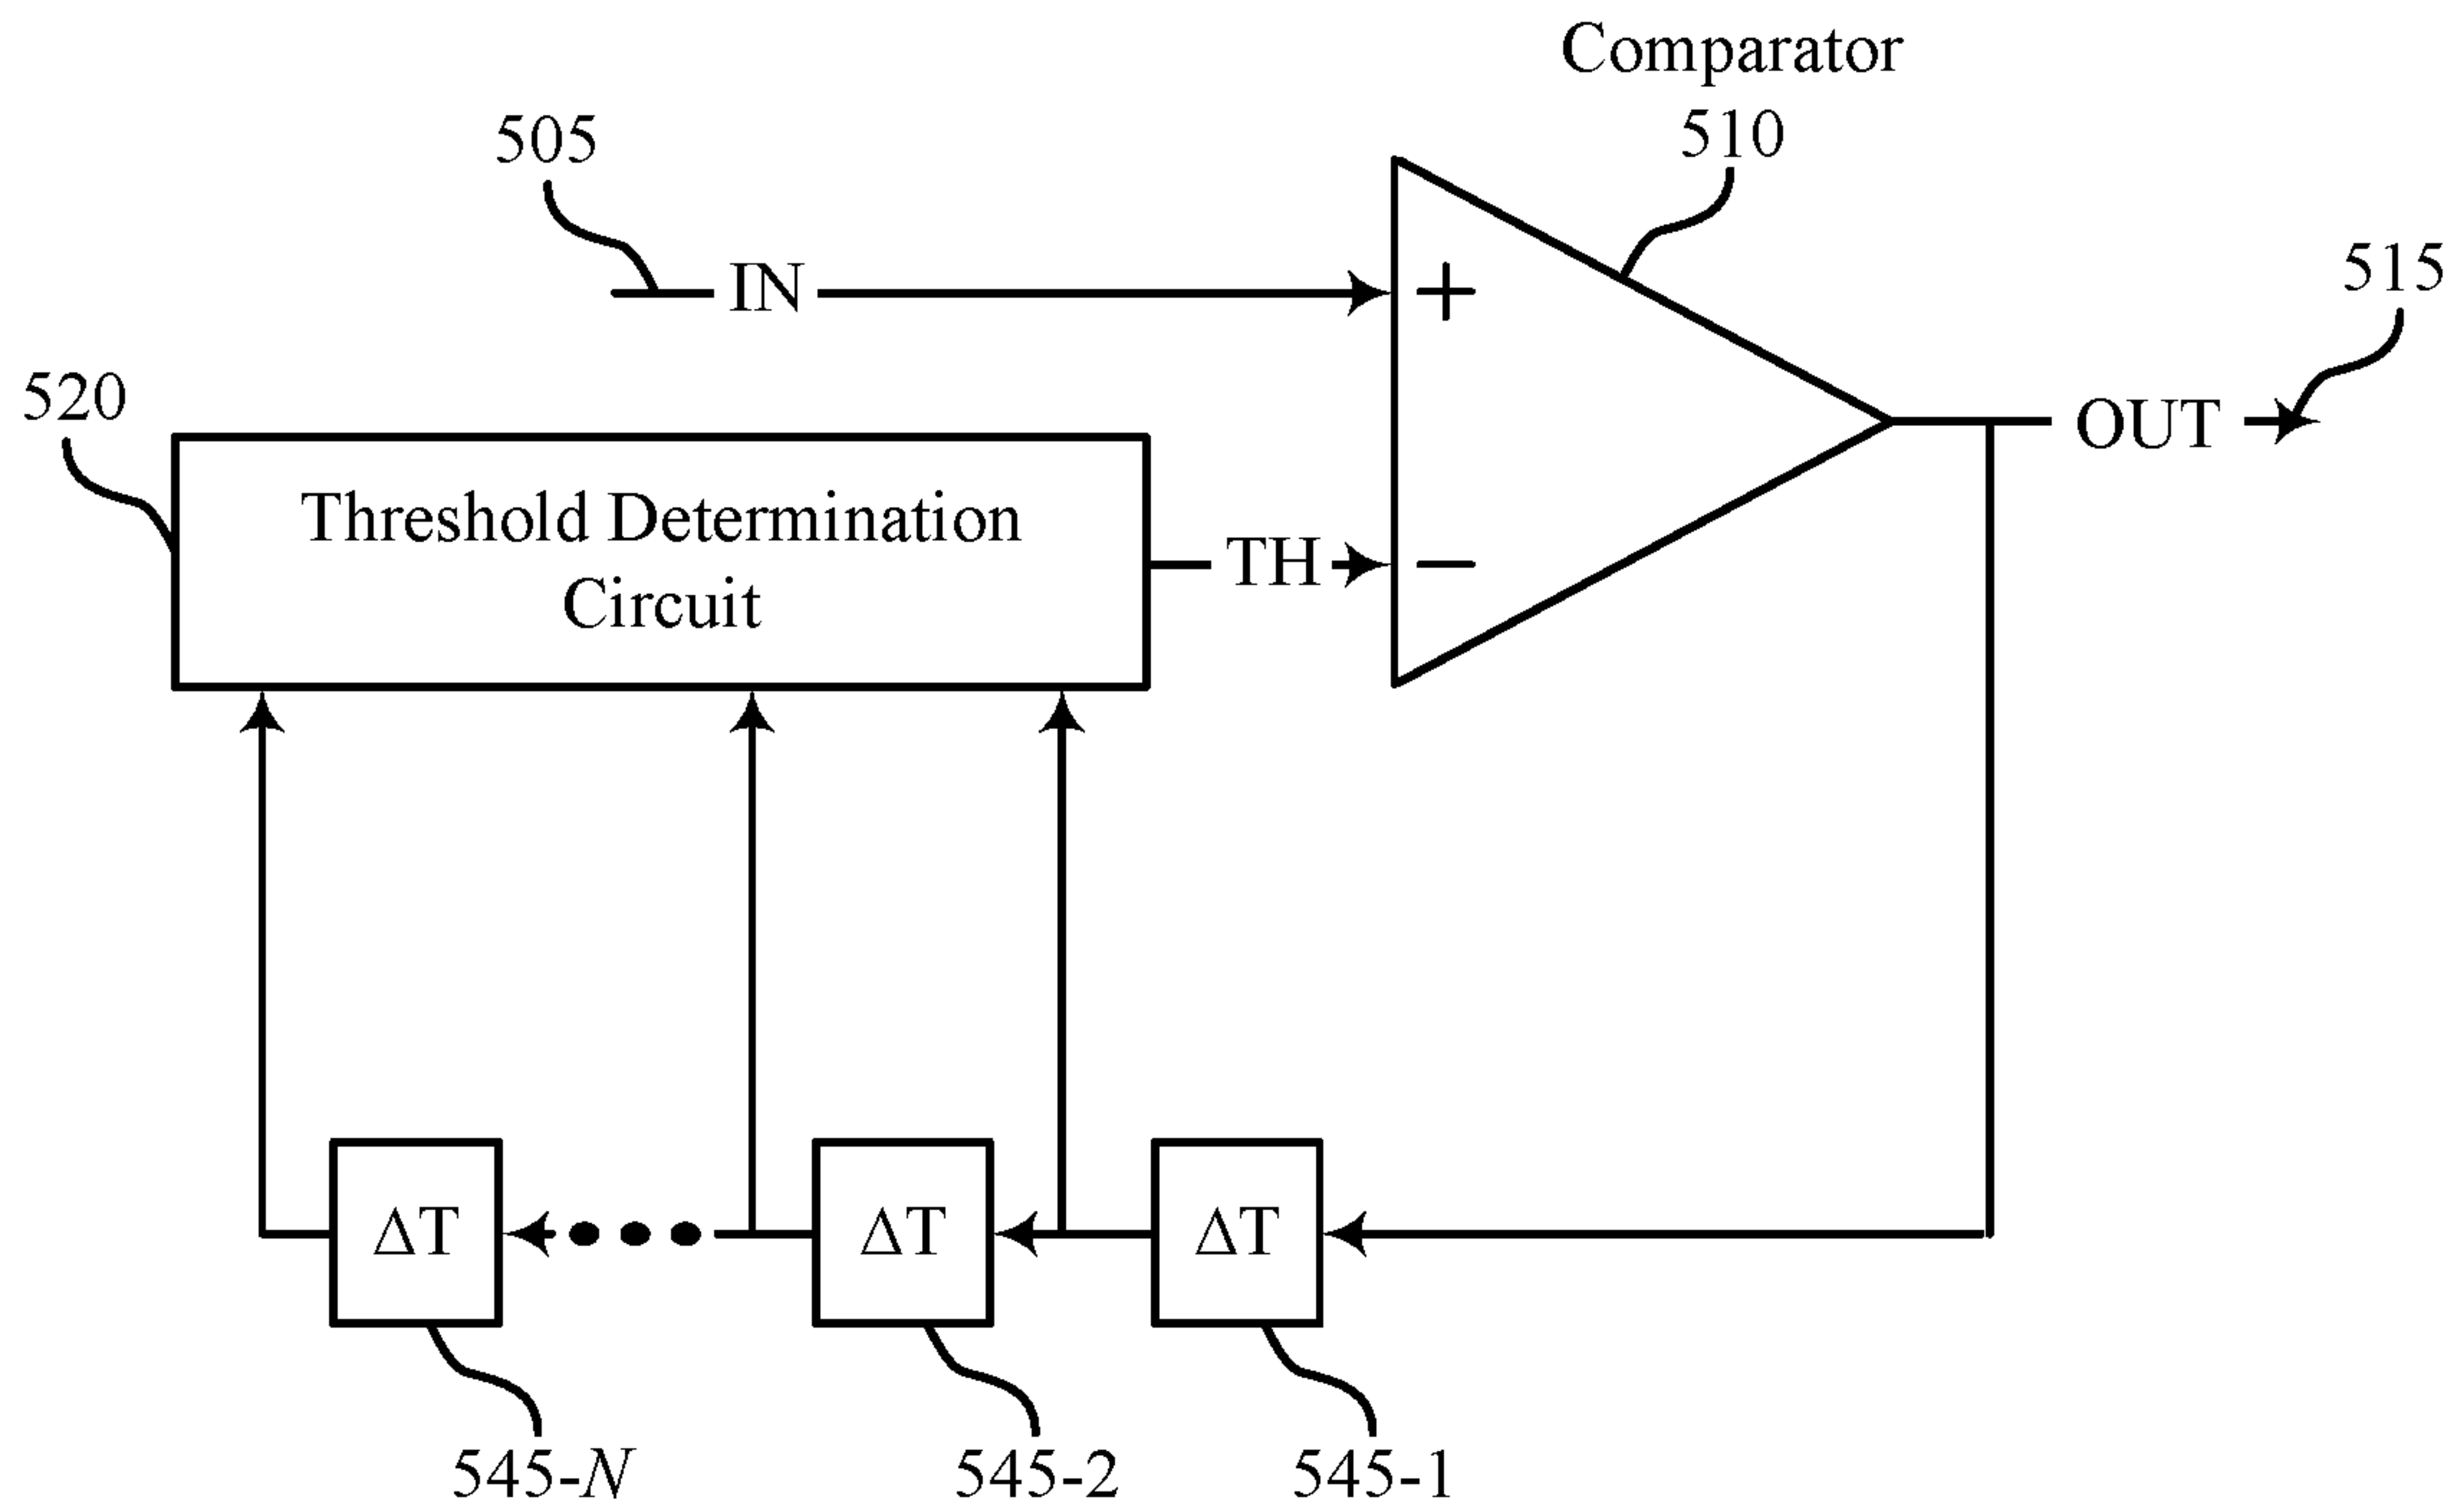 Comparator
510
505
515
IN
+
520
OUT
Threshold Determination
Circuit
TH
−
ΔT
ΔT
ΔT
545-N
545-2
545-1